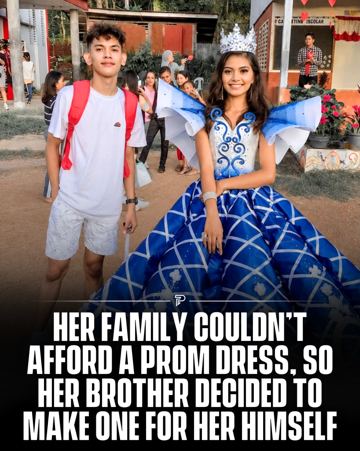 HER FAMILY COULDN'T
AFFORD A PROM DRESS, SO
HER BROTHER DECIDED TO
MAKE ONE FOR HER HIMSELF